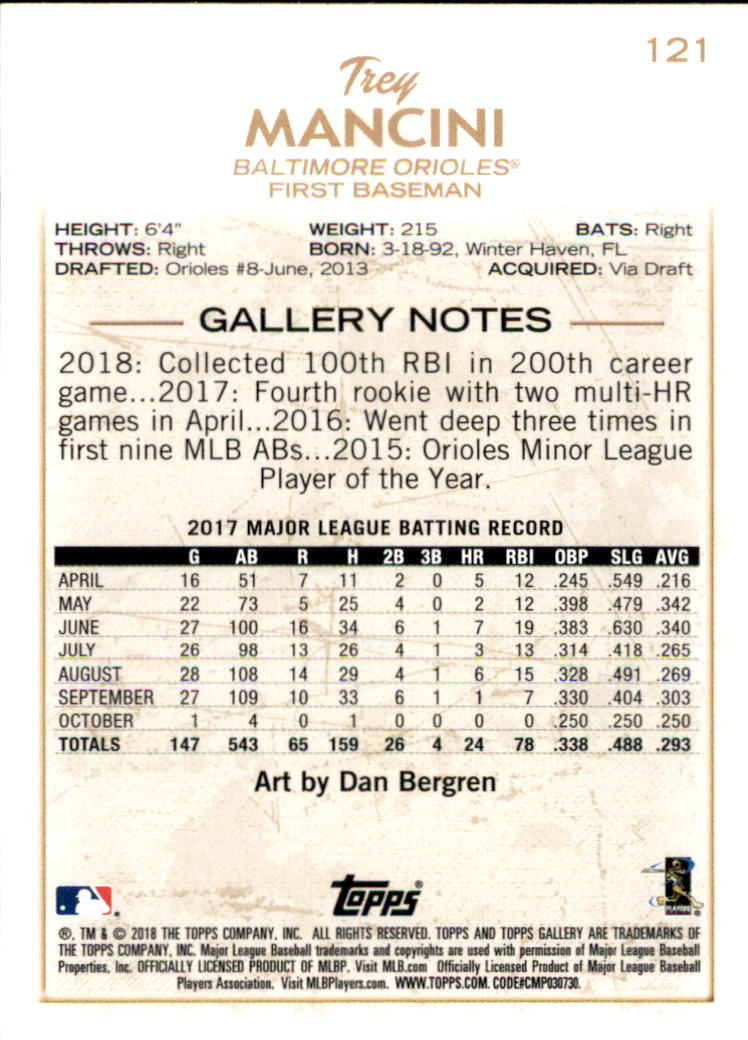 121
Trey
MANCINI
BALTIMORE ORIOLES®
FIRST BASEMAN
HEIGHT: 6'4" WEIGHT: 215 BATS: Right
THROWS: Right BORN: 3-18-92, Winter Haven, FL
DRAFTED: Orioles #8-June, 2013 ACQUIRED: Via Draft
GALLERY NOTES
2018: Collected 100th RBI in 200th career
game...2017: Fourth rookie with two multi-HR
games in April...2016: Went deep three times in
first nine MLB ABs...2015: Orioles Minor League
Player of the Year.
2017 MAJOR LEAGUE BATTING RECORD
G AB R H 2B 3B HR RBI OBP SLG AVG
APRIL 16 51 7 11 2 0 5 12 .245 .549 .216
MAY 22 73 5 25 4 0 2 12 .398 .479 .342
JUNE 27 100 16 34 6 1 7 19 .383 .630 .340
JULY 26 98 13 26 4 1 3 13 .314 .418 .265
AUGUST 28 108 14 29 4 1 6 15 .328 .491 .269
SEPTEMBER 27 109 10 33 6 1 1 7 .330 .404 .303
OCTOBER 1 4 0 1 0 0 0 0 .250 .250 .250
TOTALS 147 543 65 159 26 4 24 78 .338 .488 .293
Art by Dan Bergren
topps®
PLAYERS
®, TM & © 2018 THE TOPPS COMPANY, INC. ALL RIGHTS RESERVED. TOPPS AND TOPPS GALLERY ARE TRADEMARKS OF
THE TOPPS COMPANY, INC. Major League Baseball trademarks and copyrights are used with permission of Major League Baseball
Properties, Inc. OFFICIALLY LICENSED PRODUCT OF MLBP. Visit MLB.com Officially Licensed Product of Major League Baseball
Players Association. Visit MLBPlayers.com. WWW.TOPPS.COM. CODE#CMP030730.